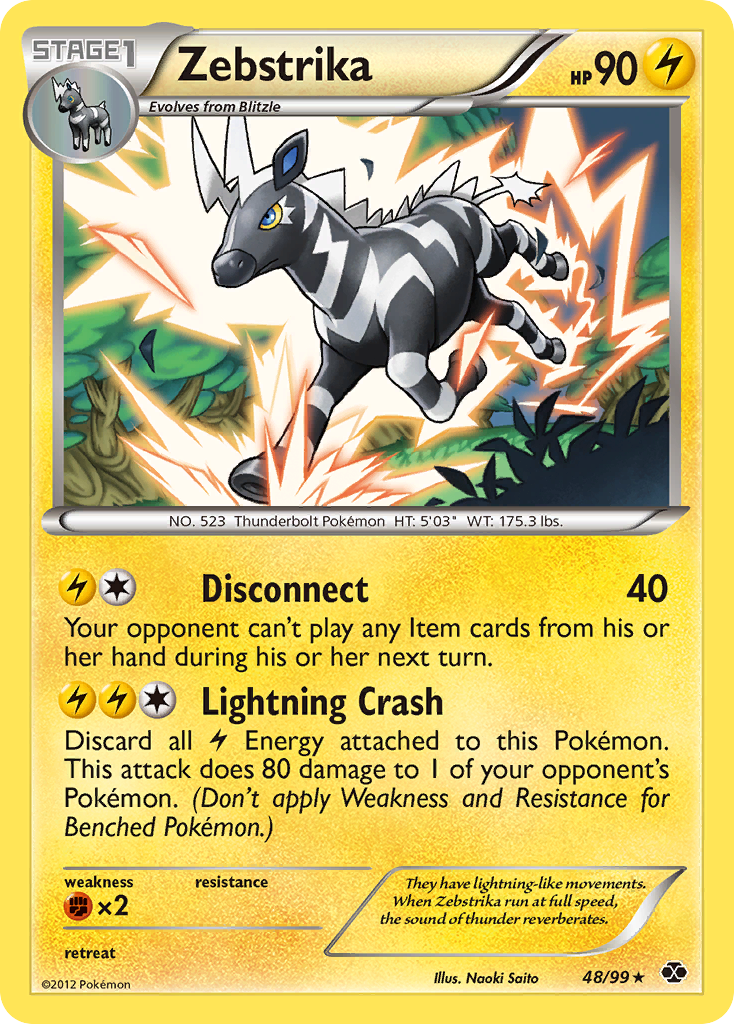 STAGE1
Zebstrika
HP 90
Evolves from Blitzle
NO. 523 Thunderbolt Pokémon HT: 5'03" WT: 175.3 lbs.
Disconnect 40
Your opponent can't play any Item cards from his or
her hand during his or her next turn.
Lightning Crash
Discard all Energy attached to this Pokémon.
This attack does 80 damage to 1 of your opponent's
Pokémon. (Don't apply Weakness and Resistance for
Benched Pokémon.)
weakness resistance
×2
retreat
They have lightning-like movements.
When Zebstrika run at full speed,
the sound of thunder reverberates.
©2012 Pokémon
Illus. Naoki Saito
48/99 ★